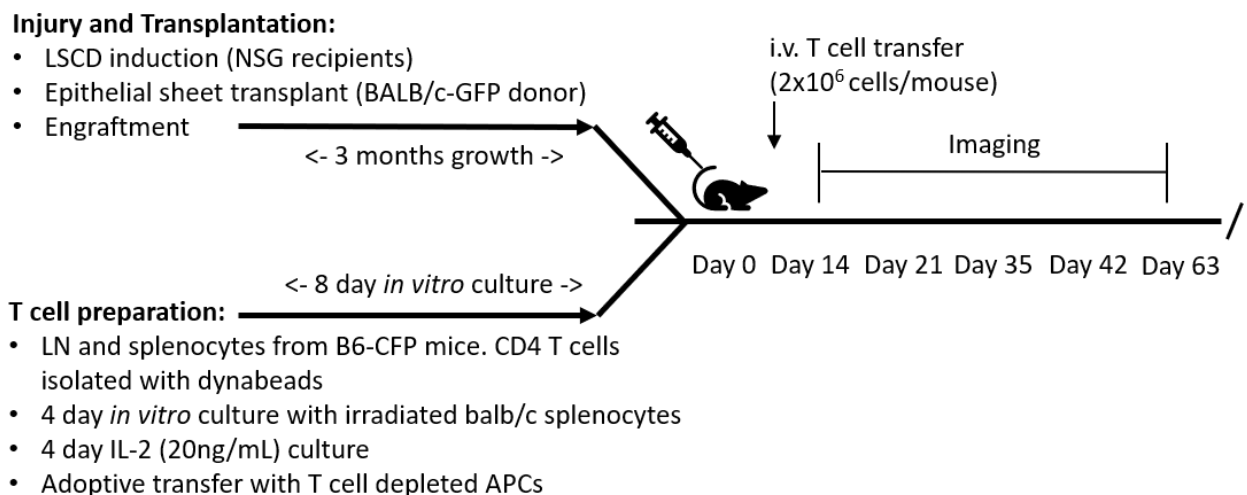 Injury and Transplantation:
• LSCD induction (NSG recipients)
• Epithelial sheet transplant (BALB/c-GFP donor)
• Engraftment
<- 3 months growth ->
i.v. T cell transfer
(2x10⁶ cells/mouse)
Imaging
Day 0 Day 14 Day 21 Day 35 Day 42 Day 63
<- 8 day in vitro culture ->
T cell preparation:
• LN and splenocytes from B6-CFP mice. CD4 T cells
isolated with dynabeads
• 4 day in vitro culture with irradiated balb/c splenocytes
• 4 day IL-2 (20ng/mL) culture
• Adoptive transfer with T cell depleted APCs